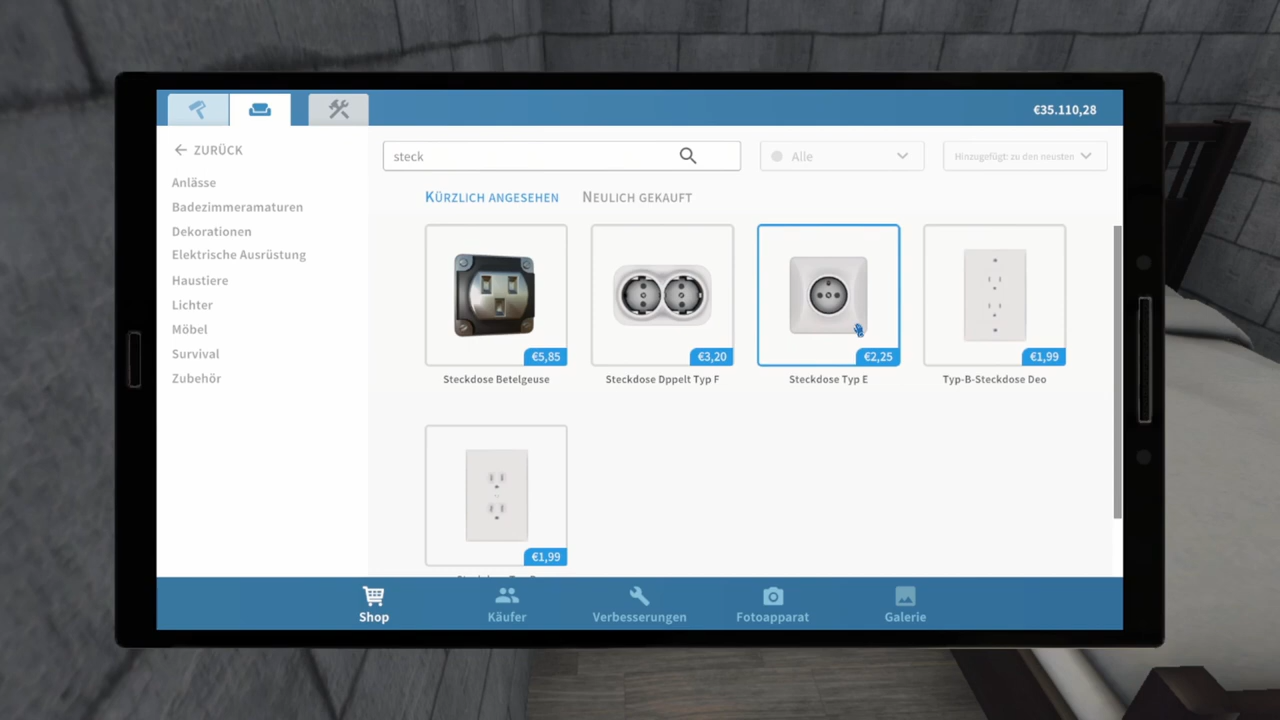 €35.110,28
ZURÜCK
steck
Alle
Hinzugefügt: zu den neusten
Anlässe
Badezimmeramaturen
Dekorationen
Elektrische Ausrüstung
Haustiere
Lichter
Möbel
Survival
Zubehör
KÜRZLICH ANGESEHEN
NEULICH GEKAUFT
€5,85
€3,20
€2,25
€1,99
Steckdose Betelgeuse
Steckdose Dppelt Typ F
Steckdose Typ E
Typ-B-Steckdose Deo
€1,99
Shop
Käufer
Verbesserungen
Fotoapparat
Galerie